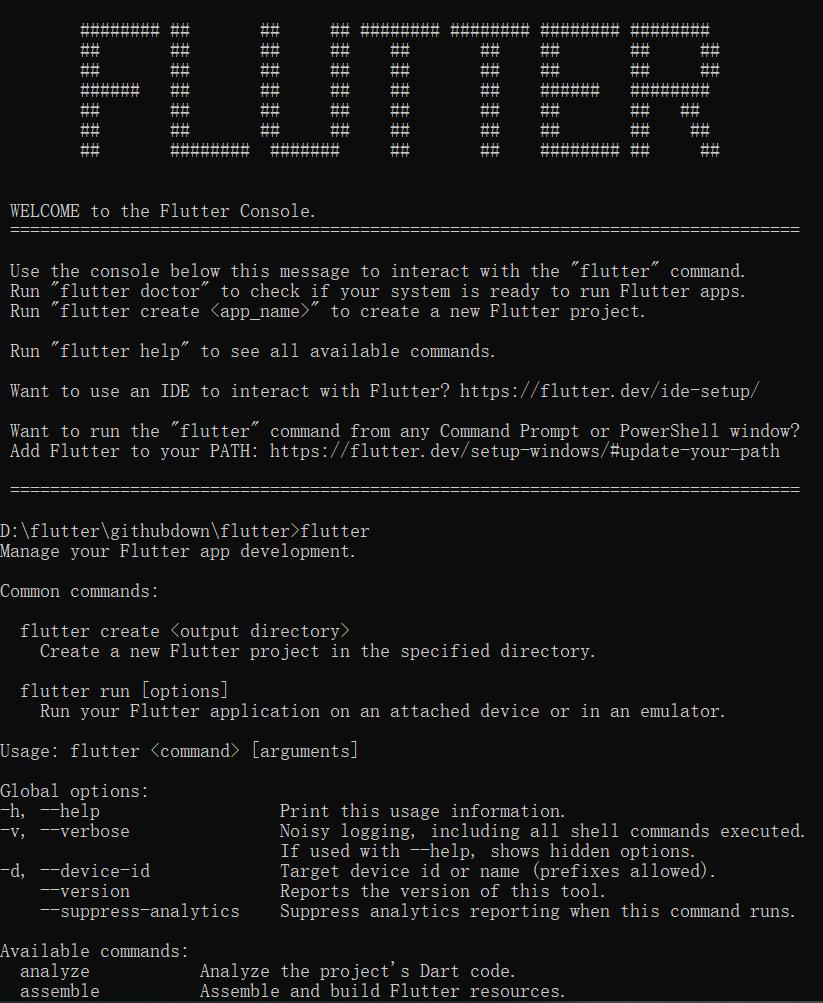 FLUTTER
WELCOME to the Flutter Console.
===============================================================================
Use the console below this message to interact with the "flutter" command.
Run "flutter doctor" to check if your system is ready to run Flutter apps.
Run "flutter create <app_name>" to create a new Flutter project.
Run "flutter help" to see all available commands.
Want to use an IDE to interact with Flutter? https://flutter.dev/ide-setup/
Want to run the "flutter" command from any Command Prompt or PowerShell window?
Add Flutter to your PATH: https://flutter.dev/setup-windows/#update-your-path
===============================================================================
D:\flutter\githubdown\flutter>flutter
Manage your Flutter app development.
Common commands:
flutter create <output directory>
Create a new Flutter project in the specified directory.
flutter run [options]
Run your Flutter application on an attached device or in an emulator.
Usage: flutter <command> [arguments]
Global options:
-h, --help Print this usage information.
-v, --verbose Noisy logging, including all shell commands executed.
If used with --help, shows hidden options.
-d, --device-id Target device id or name (prefixes allowed).
--version Reports the version of this tool.
--suppress-analytics Suppress analytics reporting when this command runs.
Available commands:
analyze Analyze the project's Dart code.
assemble Assemble and build Flutter resources.